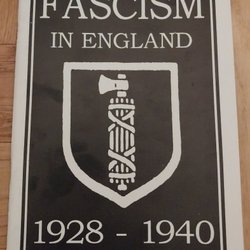 FASCISM
IN ENGLAND
1928 - 1940